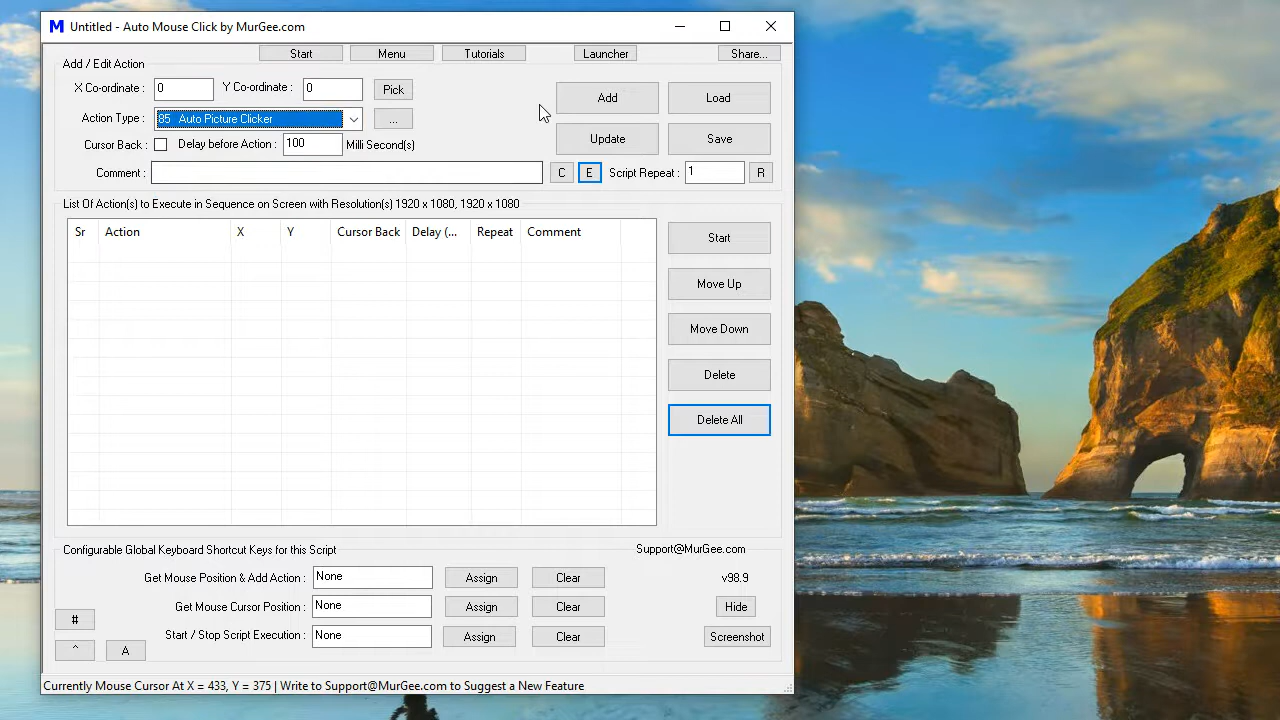 M Untitled - Auto Mouse Click by MurGee.com
Start Menu Tutorials Launcher Share...
Add / Edit Action
X Co-ordinate : 0 Y Co-ordinate : 0 Pick
Add Load
Action Type : 85 Auto Picture Clicker ...
Update Save
Cursor Back : Delay before Action : 100 Milli Second(s)
Comment : C E Script Repeat : 1 R
List Of Action(s) to Execute in Sequence on Screen with Resolution(s) 1920 x 1080, 1920 x 1080
Sr Action X Y Cursor Back Delay (... Repeat Comment
Start
Move Up
Move Down
Delete
Delete All
Configurable Global Keyboard Shortcut Keys for this Script Support@MurGee.com
Get Mouse Position & Add Action : None Assign Clear v98.9
Get Mouse Cursor Position : None Assign Clear Hide
#
Start / Stop Script Execution : None Assign Clear Screenshot
^ A
Currently Mouse Cursor At X = 433, Y = 375 | Write to Support@MurGee.com to Suggest a New Feature